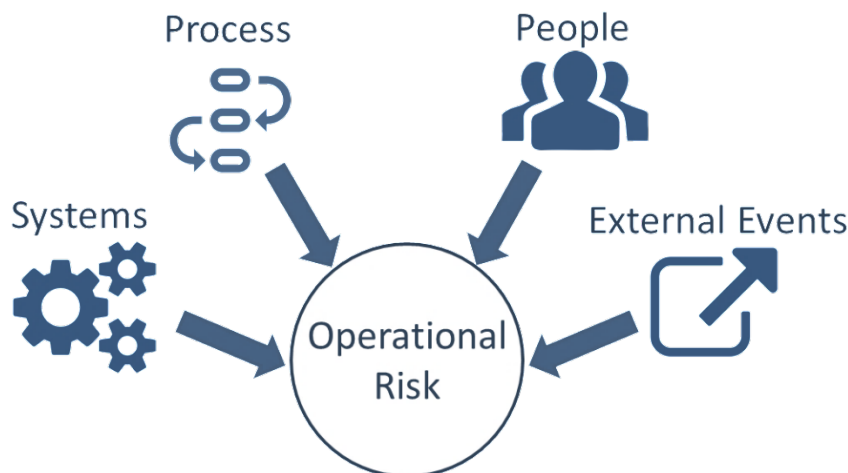 Process
People
Systems
External Events
Operational
Risk